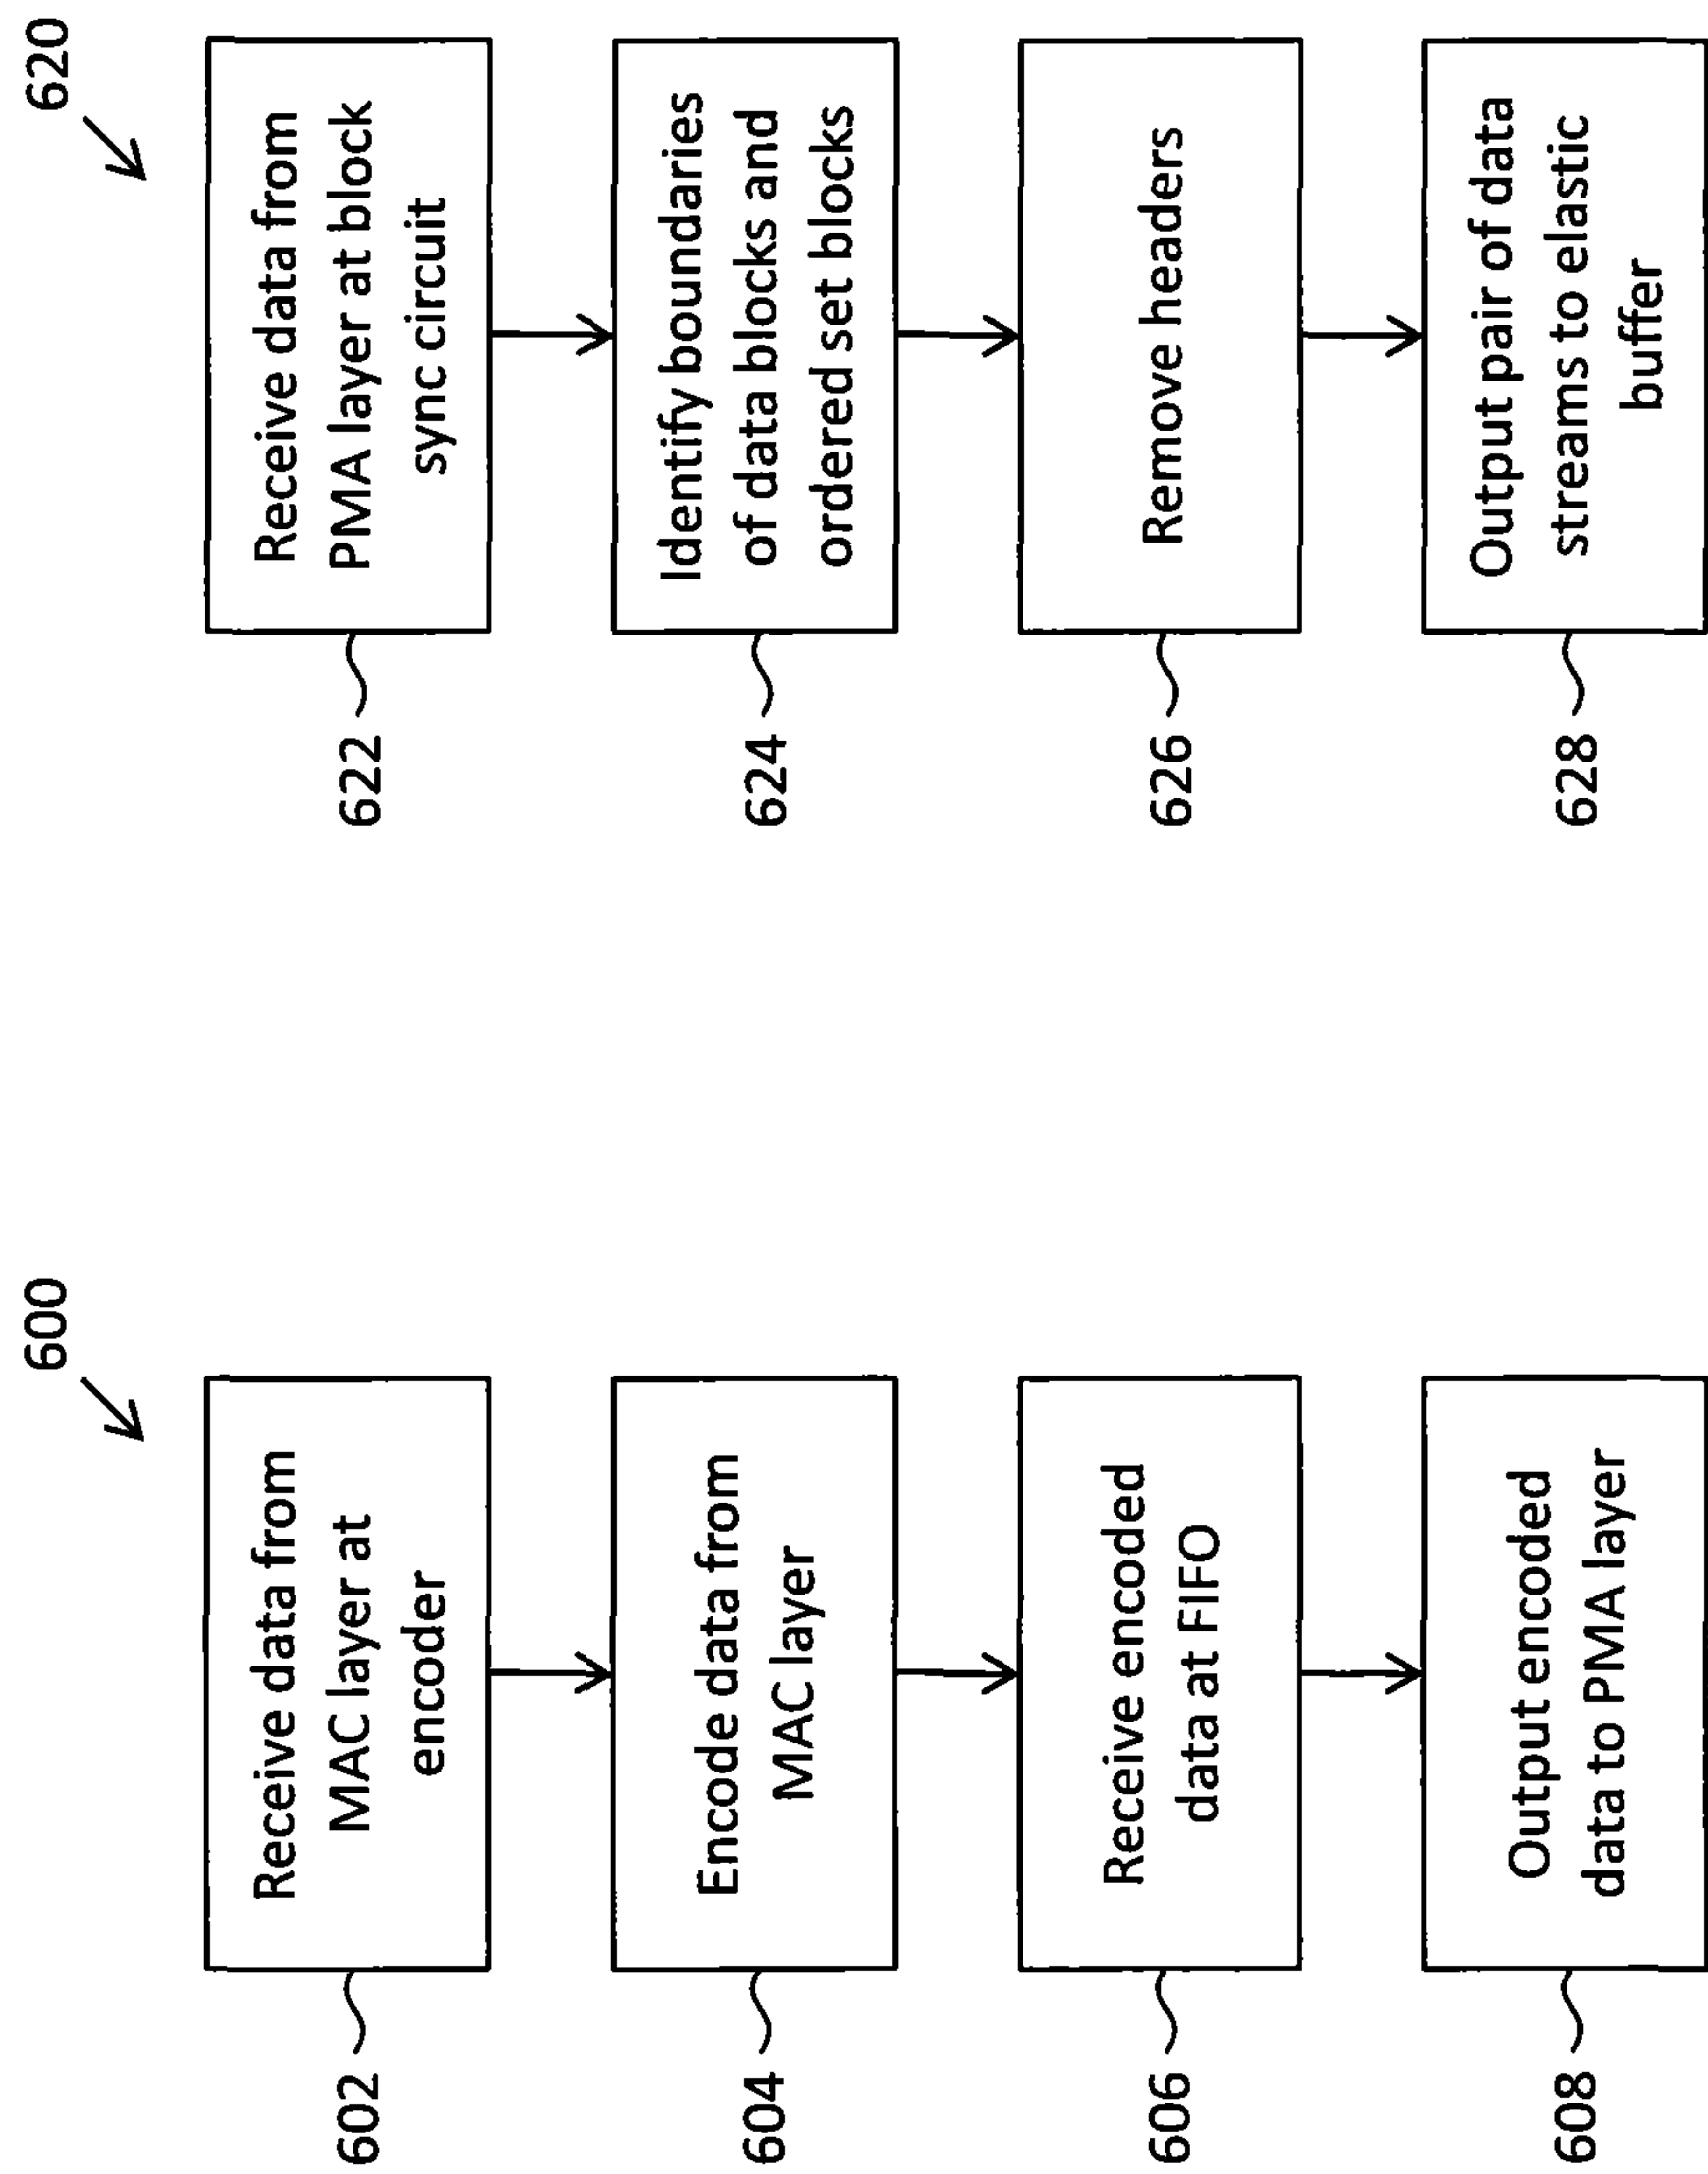 600
602
Receive data from
MAC layer at
encoder
604
Encode data from
MAC layer
606
Receive encoded
data at FIFO
608
Output encoded
data to PMA layer
620
622
Receive data from
PMA layer at block
sync circuit
624
Identify boundaries
of data blocks and
ordered set blocks
626
Remove headers
628
Output pair of data
streams to elastic
buffer